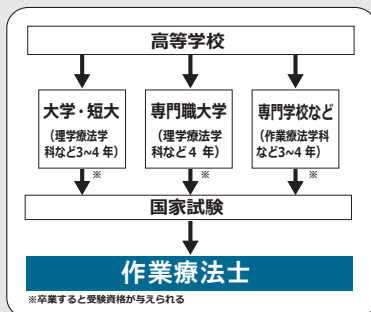 高等学校
大学・短大
（理学療法学
科など3~4 年）
専門職大学
（理学療法学
科など４ 年）
専門学校など
（作業療法学科
など3~4 年）
※
※
※
国家試験
作業療法士
※卒業すると受験資格が与えられる